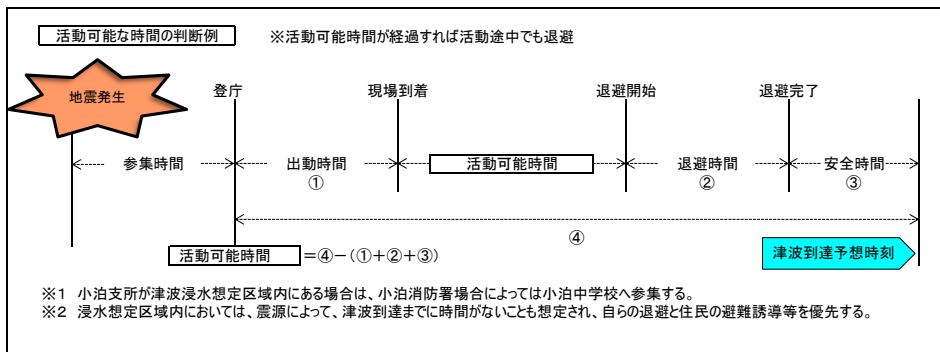 活動可能な時間の判断例 ※活動可能時間が経過すれば活動途中でも退避
地震発生 登庁 現場到着 退避開始 退避完了
参集時間 出動時間 活動可能時間 退避時間 安全時間
① ② ③
④
活動可能時間 =④-(①+②+③) 津波到達予想時刻
※1 小泊支所が津波浸水想定区域内にある場合は、小泊消防署場合によっては小泊中学校へ参集する。
※2 浸水想定区域内においては、震源によって、津波到達までに時間がないことも想定され、自らの退避と住民の避難誘導等を優先する。